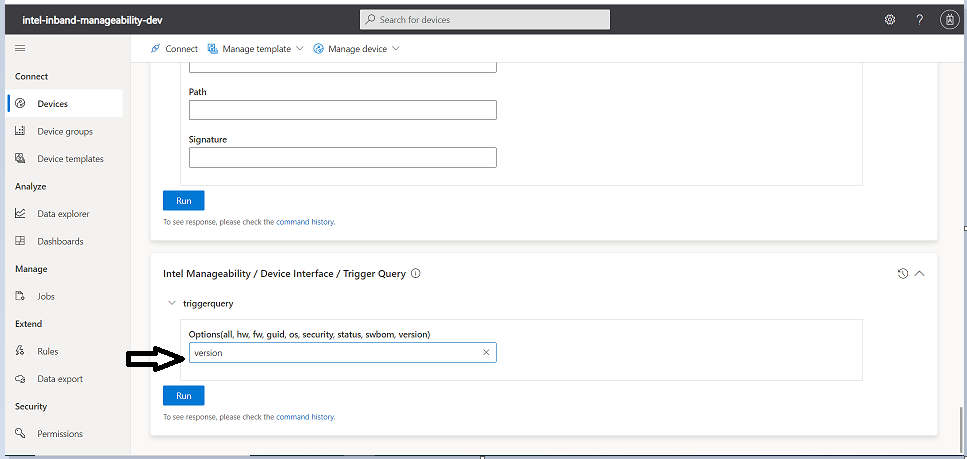 intel-inband-manageability-dev
Search for devices
?
Connect
Manage template
Manage device
Connect
Devices
Device groups
Device templates
Analyze
Data explorer
Dashboards
Manage
Jobs
Extend
Rules
Data export
Security
Permissions
Path
Signature
Run
To see response, please check the command history.
Intel Manageability / Device Interface / Trigger Query
triggerquery
Options(all, hw, fw, guid, os, security, status, swbom, version)
version
Run
To see response, please check the command history.